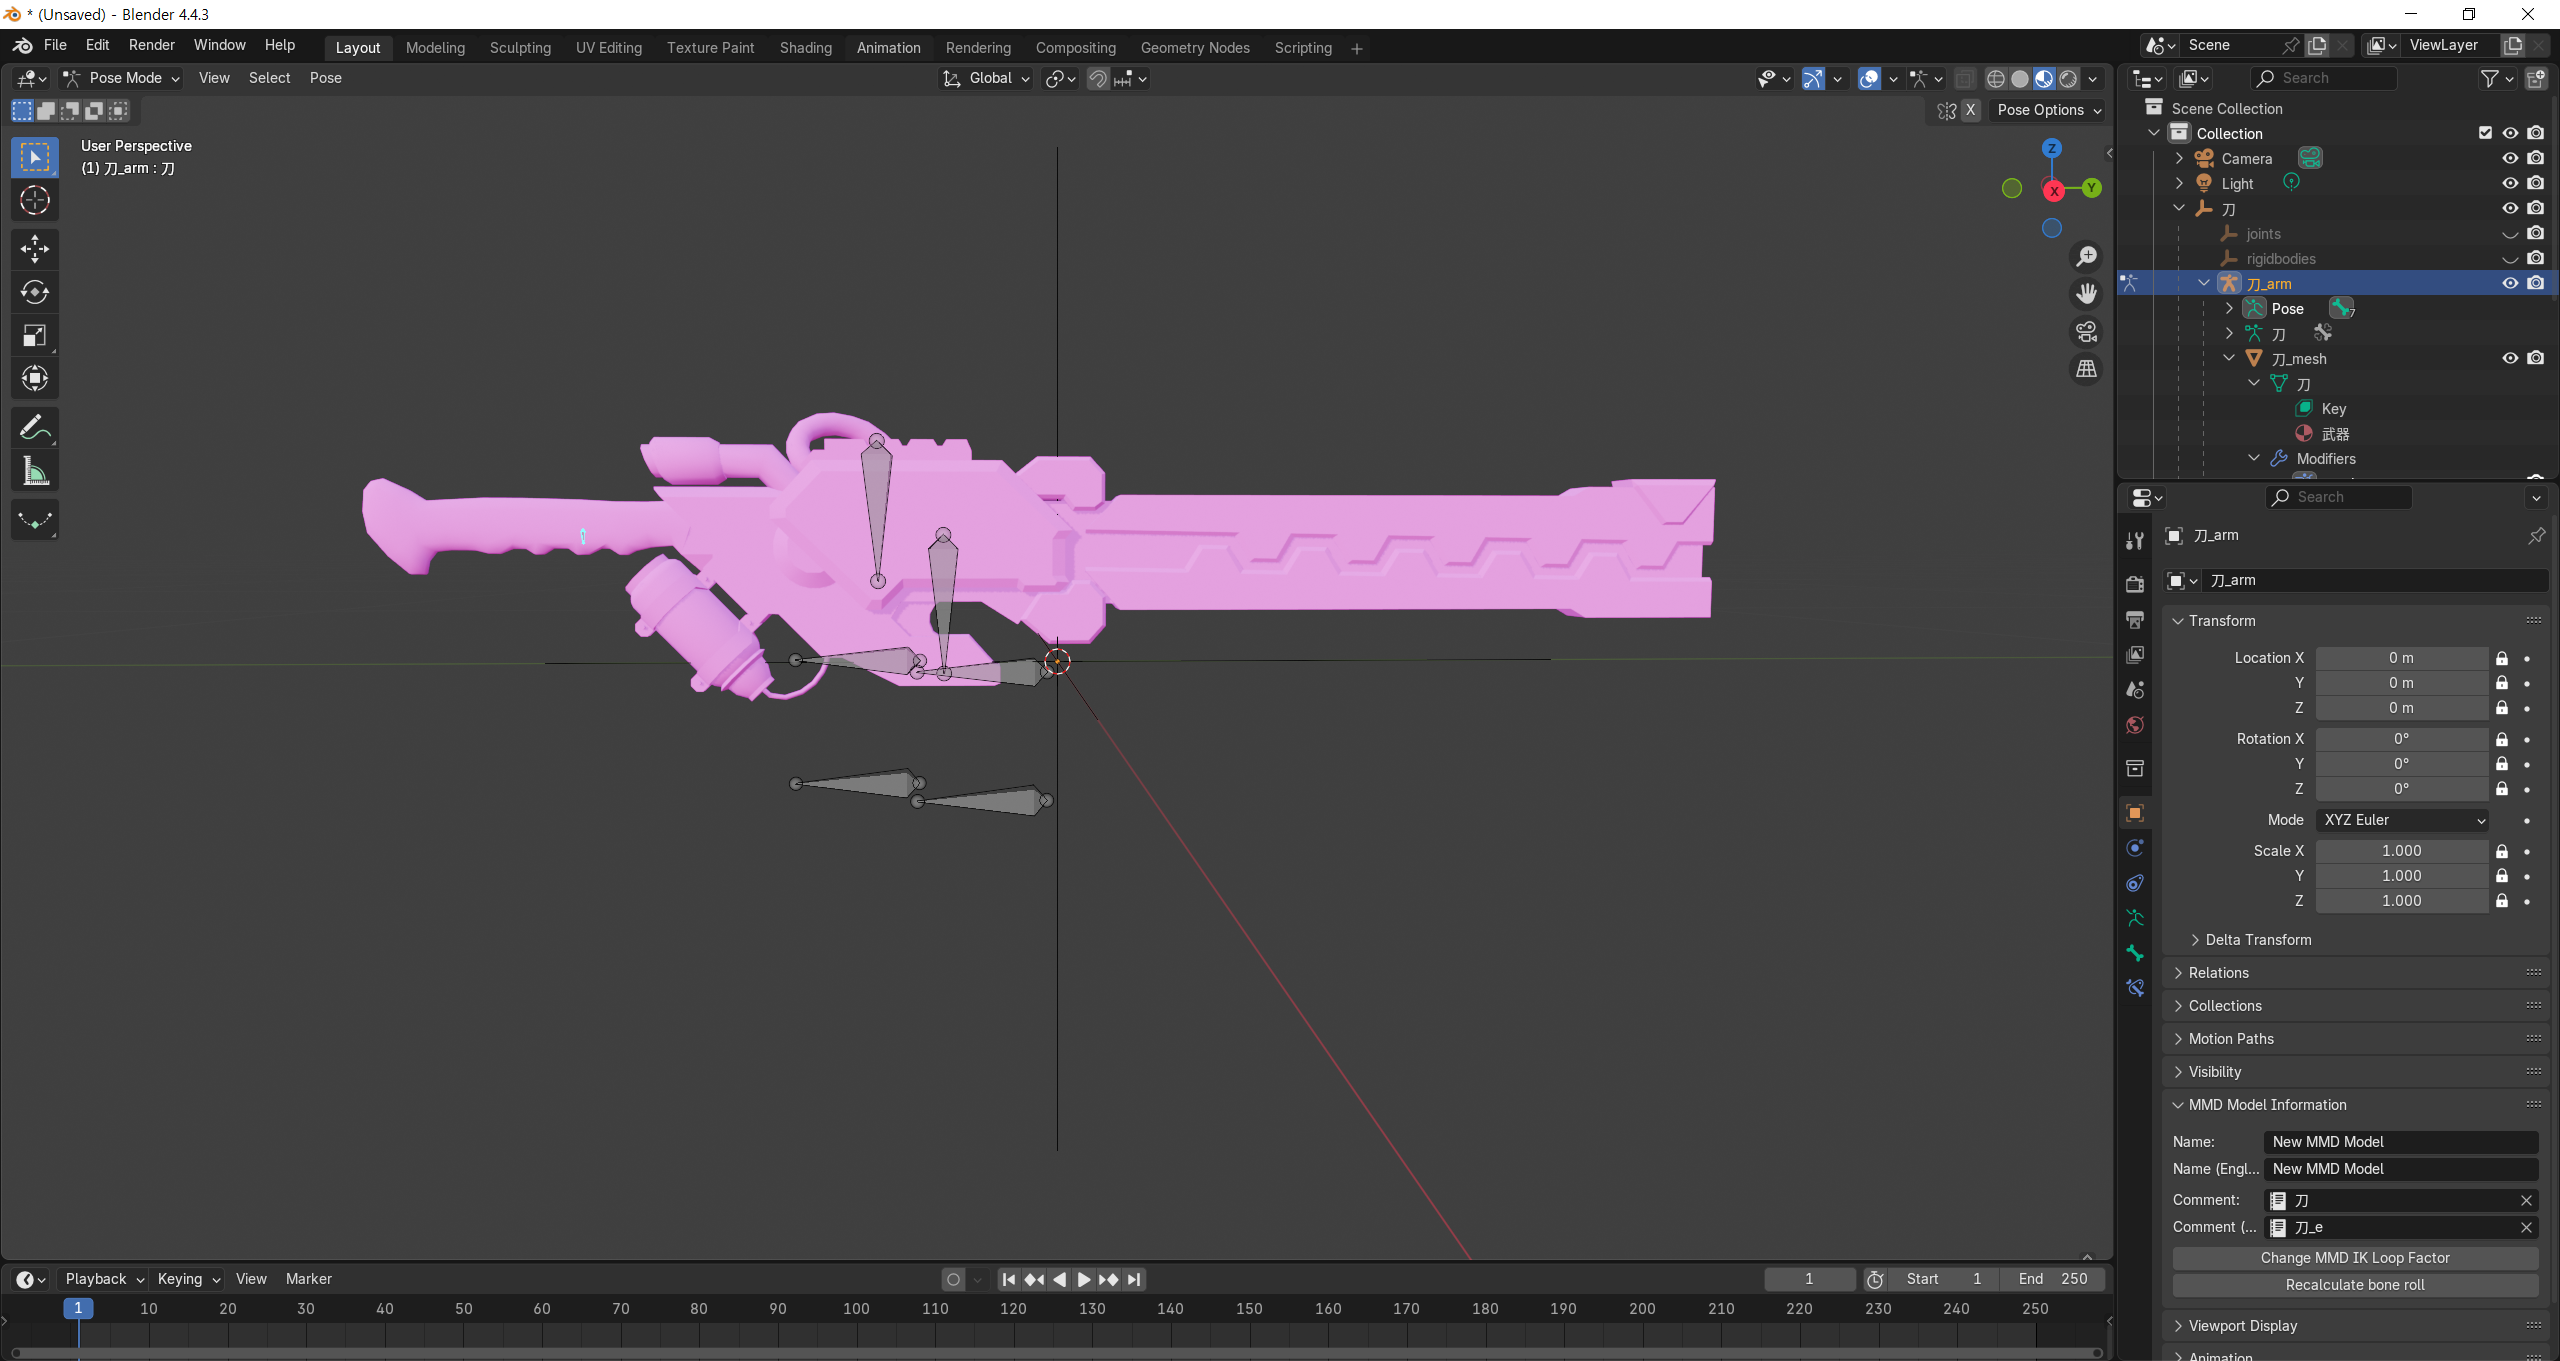 * (Unsaved) - Blender 4.4.3
File Edit Render Window Help Layout Modeling Sculpting UV Editing Texture Paint Shading Animation Rendering Compositing Geometry Nodes Scripting + Scene ViewLayer
Pose Mode View Select Pose Global Search
X Pose Options
User Perspective
(1) 刀_arm : 刀
Z
X
Y
Scene Collection
Collection
Camera
Light
刀
joints
rigidbodies
刀_arm
Pose 7
刀
刀_mesh
刀
Key
武器
Modifiers
Search
刀_arm
刀_arm
Transform
Location X 0 m
Y 0 m
Z 0 m
Rotation X 0°
Y 0°
Z 0°
Mode XYZ Euler
Scale X 1.000
Y 1.000
Z 1.000
Delta Transform
Relations
Collections
Motion Paths
Visibility
MMD Model Information
Name: New MMD Model
Name (Engl... New MMD Model
Comment: 刀
Comment (... 刀_e
Change MMD IK Loop Factor
Recalculate bone roll
Viewport Display
Animation
Playback Keying View Marker 1 Start 1 End 250
1 10 20 30 40 50 60 70 80 90 100 110 120 130 140 150 160 170 180 190 200 210 220 230 240 250